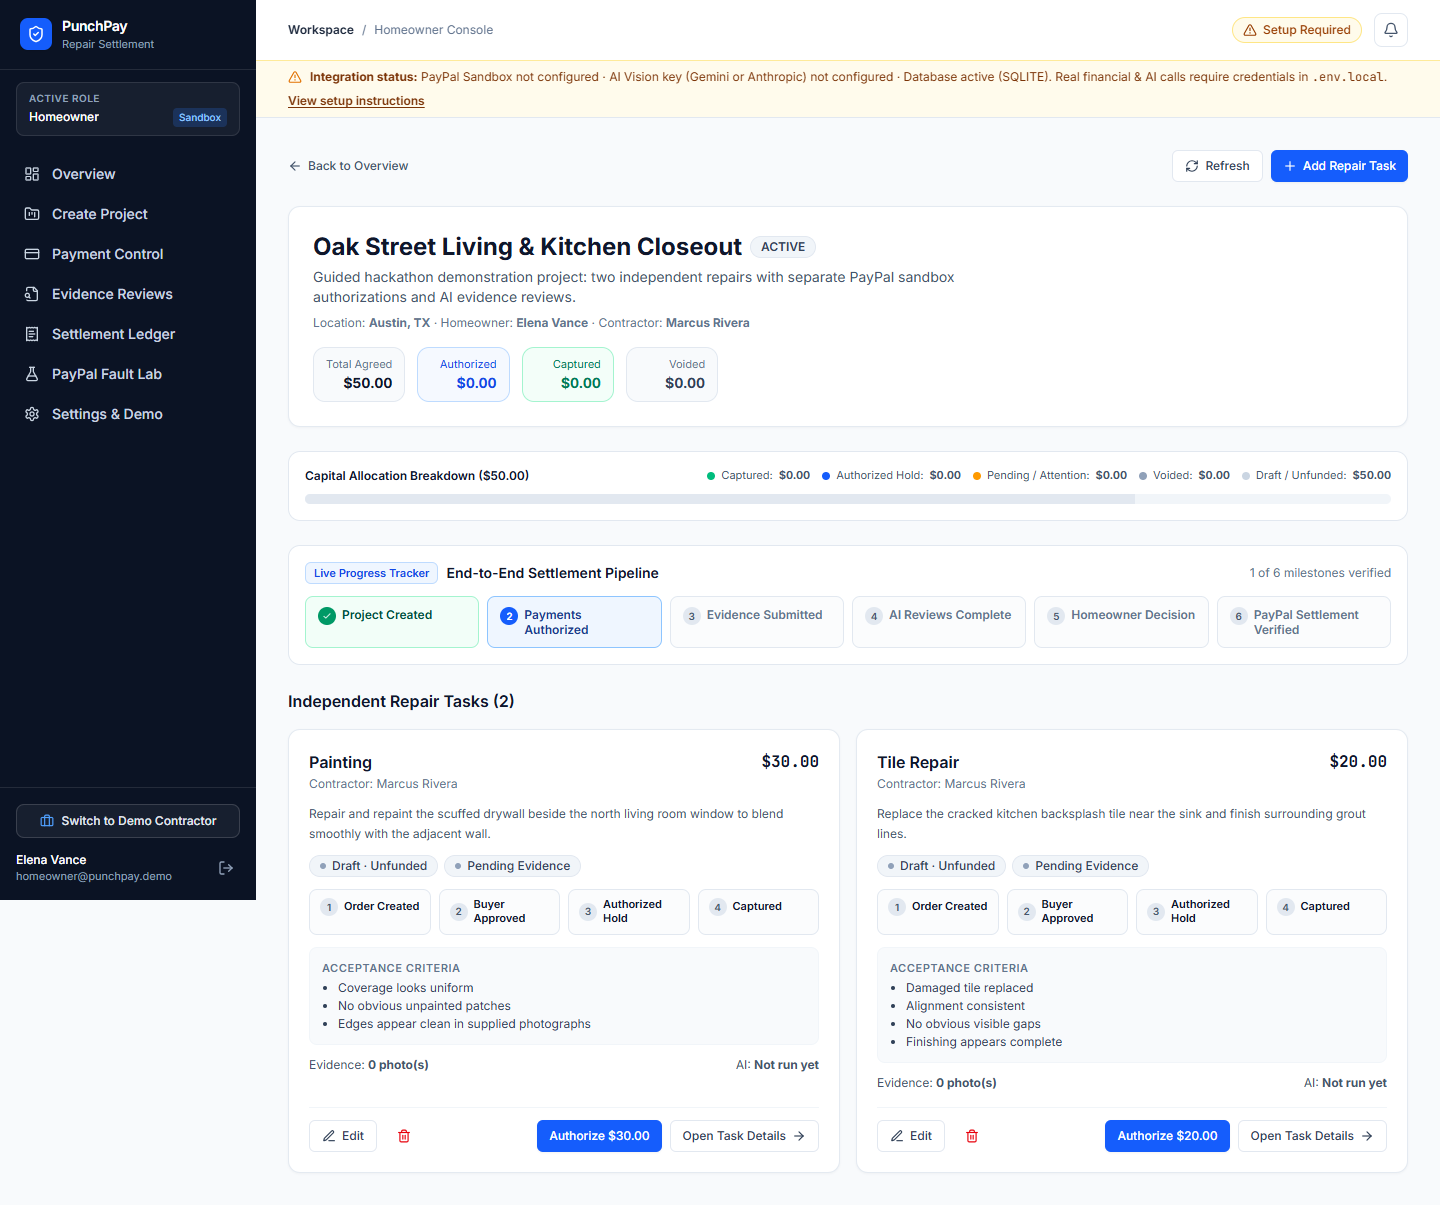 PunchPay
Repair Settlement
ACTIVE ROLE
Homeowner
Sandbox
Overview
Create Project
Payment Control
Evidence Reviews
Settlement Ledger
PayPal Fault Lab
Settings & Demo
Switch to Demo Contractor
Elena Vance
homeowner@punchpay.demo
Workspace / Homeowner Console
Setup Required
Integration status: PayPal Sandbox not configured · AI Vision key (Gemini or Anthropic) not configured · Database active (SQLITE). Real financial & AI calls require credentials in .env.local.
View setup instructions
Back to Overview
Refresh
Add Repair Task
Oak Street Living & Kitchen Closeout
ACTIVE
Guided hackathon demonstration project: two independent repairs with separate PayPal sandbox
authorizations and AI evidence reviews.
Location: Austin, TX · Homeowner: Elena Vance · Contractor: Marcus Rivera
Total Agreed
$50.00
Authorized
$0.00
Captured
$0.00
Voided
$0.00
Capital Allocation Breakdown ($50.00)
Captured: $0.00
Authorized Hold: $0.00
Pending / Attention: $0.00
Voided: $0.00
Draft / Unfunded: $50.00
Live Progress Tracker
End-to-End Settlement Pipeline
1 of 6 milestones verified
Project Created
2 Payments
Authorized
3 Evidence Submitted
4 AI Reviews Complete
5 Homeowner Decision
6 PayPal Settlement
Verified
Independent Repair Tasks (2)
Painting
$30.00
Contractor: Marcus Rivera
Repair and repaint the scuffed drywall beside the north living room window to blend
smoothly with the adjacent wall.
Draft · Unfunded
Pending Evidence
1 Order Created
2 Buyer
Approved
3 Authorized
Hold
4 Captured
ACCEPTANCE CRITERIA
• Coverage looks uniform
• No obvious unpainted patches
• Edges appear clean in supplied photographs
Evidence: 0 photo(s)
AI: Not run yet
Edit
Authorize $30.00
Open Task Details
Tile Repair
$20.00
Contractor: Marcus Rivera
Replace the cracked kitchen backsplash tile near the sink and finish surrounding grout
lines.
Draft · Unfunded
Pending Evidence
1 Order Created
2 Buyer
Approved
3 Authorized
Hold
4 Captured
ACCEPTANCE CRITERIA
• Damaged tile replaced
• Alignment consistent
• No obvious visible gaps
• Finishing appears complete
Evidence: 0 photo(s)
AI: Not run yet
Edit
Authorize $20.00
Open Task Details